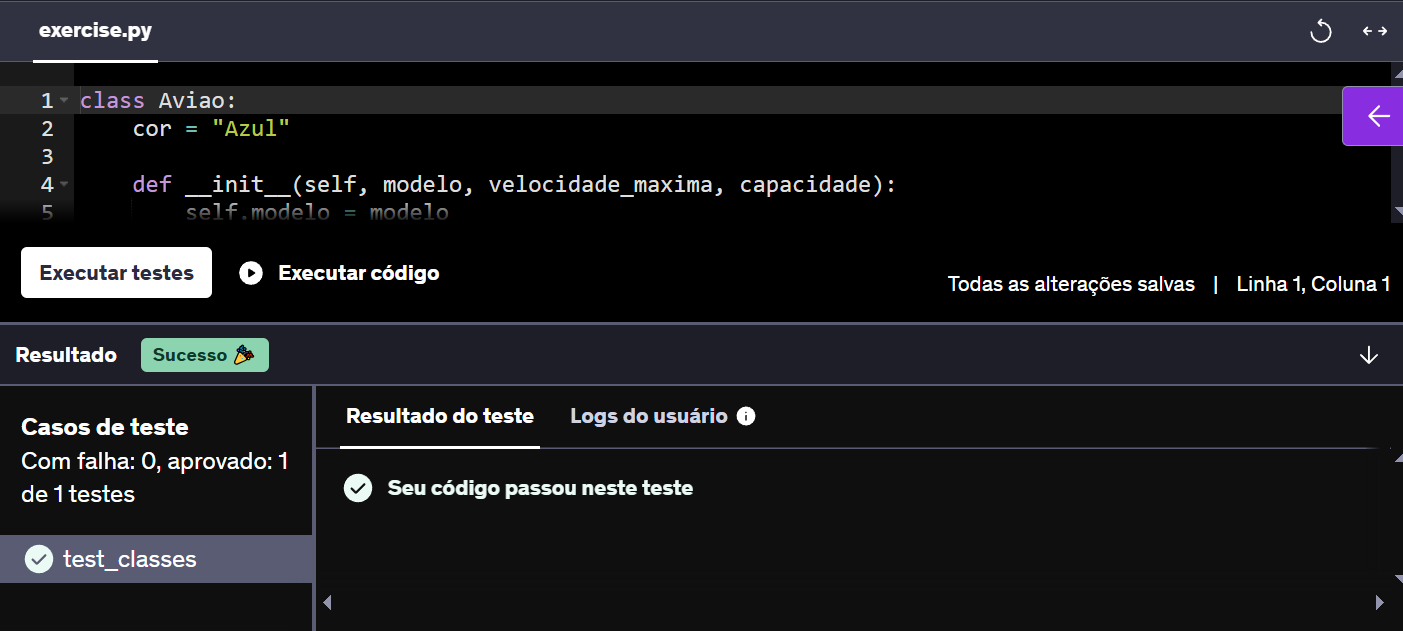 exercise.py
1 class Aviao:
2 cor = "Azul"
3
4 def __init__(self, modelo, velocidade_maxima, capacidade):
5 self.modelo = modelo
Executar testes Executar código
Todas as alterações salvas | Linha 1, Coluna 1
Resultado Sucesso 🎉
Casos de teste
Com falha: 0, aprovado: 1
de 1 testes
test_classes
Resultado do teste Logs do usuário
Seu código passou neste teste